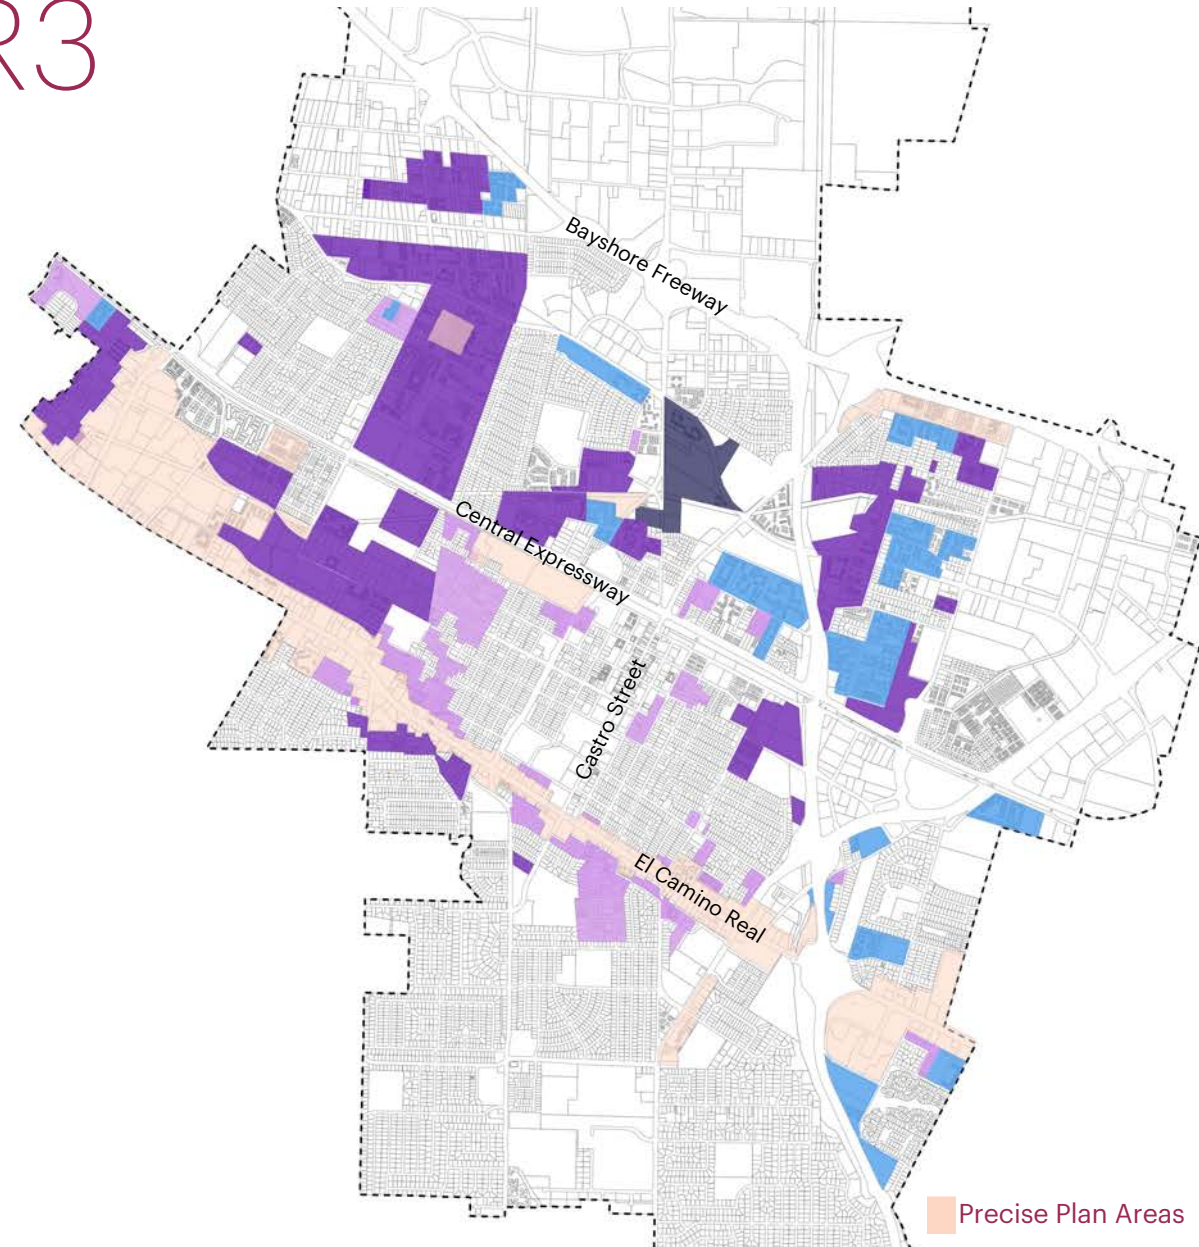 R3
Bayshore Freeway
Central Expressway
Castro Street
El Camino Real
Precise Plan Areas